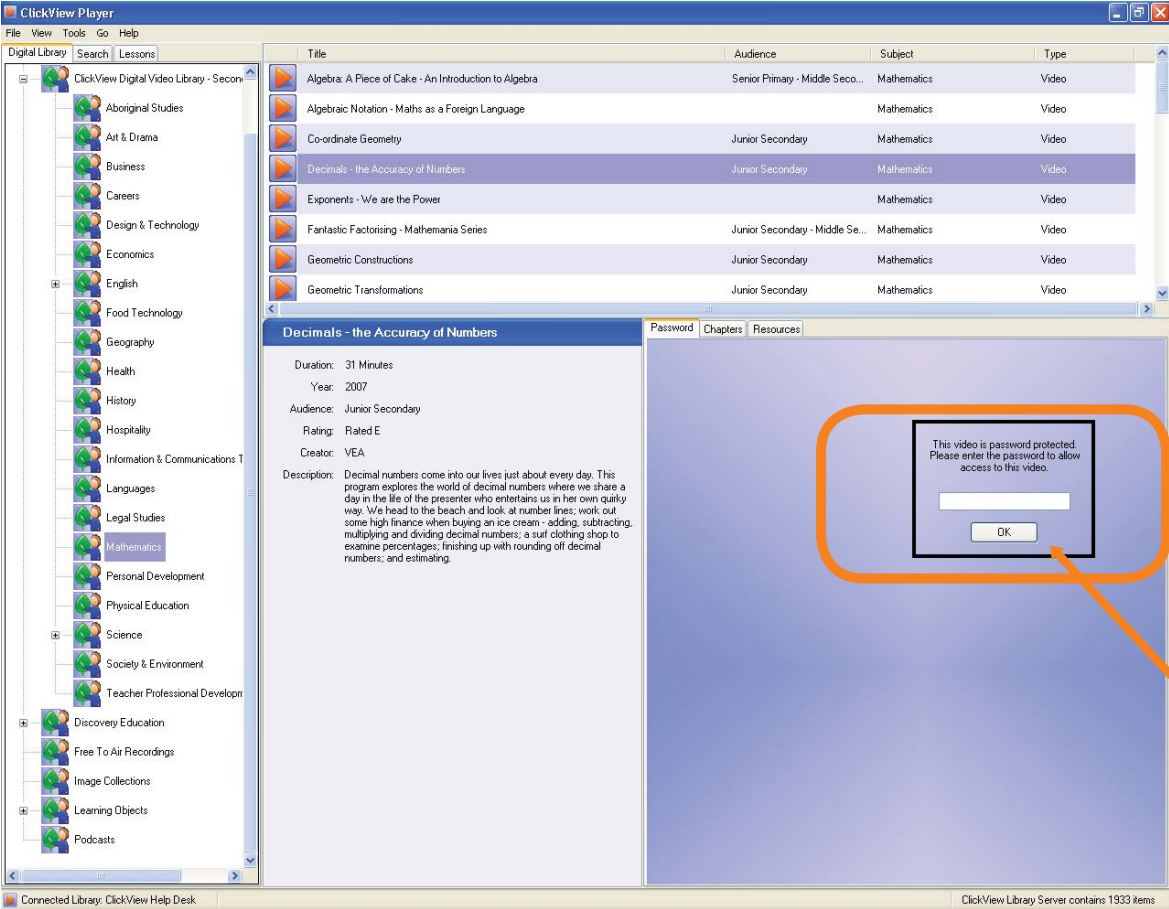 ClickView Player
File View Tools Go Help
Digital Library Search Lessons
ClickView Digital Video Library - Secon
Aboriginal Studies
Art & Drama
Business
Careers
Design & Technology
Economics
English
Food Technology
Geography
Health
History
Hospitality
Information & Communications T
Languages
Legal Studies
Mathematics
Personal Development
Physical Education
Science
Society & Environment
Teacher Professional Developm
Discovery Education
Free To Air Recordings
Image Collections
Learning Objects
Podcasts
Title Audience Subject Type
Algebra: A Piece of Cake - An Introduction to Algebra Senior Primary - Middle Seco... Mathematics Video
Algebraic Notation - Maths as a Foreign Language Mathematics Video
Co-ordinate Geometry Junior Secondary Mathematics Video
Decimals - the Accuracy of Numbers Junior Secondary Mathematics Video
Exponents - We are the Power Mathematics Video
Fantastic Factorising - Mathemania Series Junior Secondary - Middle Se... Mathematics Video
Geometric Constructions Junior Secondary Mathematics Video
Geometric Transformations Junior Secondary Mathematics Video
Decimals - the Accuracy of Numbers
Duration: 31 Minutes
Year: 2007
Audience: Junior Secondary
Rating: Rated E
Creator: VEA
Description: Decimal numbers come into our lives just about every day. This
program explores the world of decimal numbers where we share a
day in the life of the presenter who entertains us in her own quirky
way. We head to the beach and look at number lines; work out
some high finance when buying an ice cream - adding, subtracting,
multiplying and dividing decimal numbers; a surf clothing shop to
examine percentages; finishing up with rounding off decimal
numbers; and estimating.
Password Chapters Resources
This video is password protected.
Please enter the password to allow
access to this video.
OK
Connected Library: ClickView Help Desk
ClickView Library Server contains 1933 items